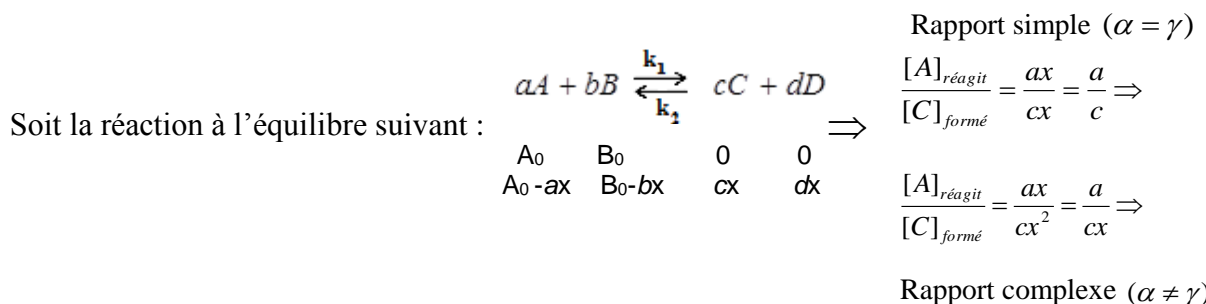 Rapport simple (α = γ)
Soit la réaction à l’équilibre suivant :
aA + bB ⇄ cC + dD
k₁
k₂
⇒
A₀ B₀ 0 0
A₀ -ax B₀-bx cx dx
[A]réagit / [C]formé = ax / cx = a / c ⇒
[A]réagit / [C]formé = ax / cx² = a / cx ⇒
Rapport complexe (α ≠ γ)